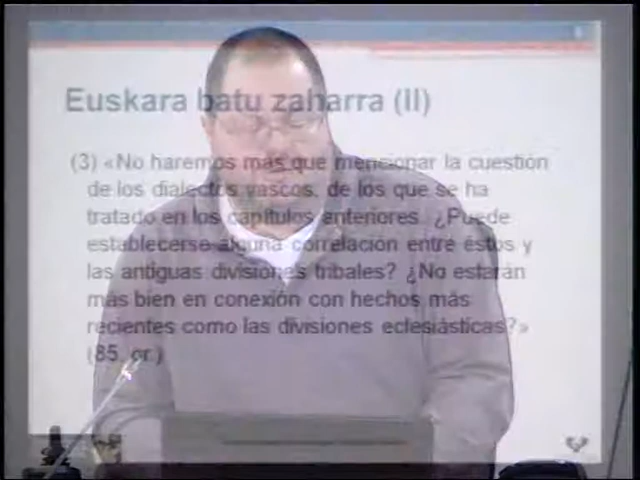 Euskara batu zaharra (II)
(3) «No haremos más que mencionar la cuestión
de los dialectos vascos, de los que se ha
tratado en los capítulos anteriores. ¿Puede
establecerse alguna correlación entre éstos y
las antiguas divisiones tribales? ¿No estarán
más bien en conexión con hechos más
recientes como las divisiones eclesiásticas?»
(85. or.)